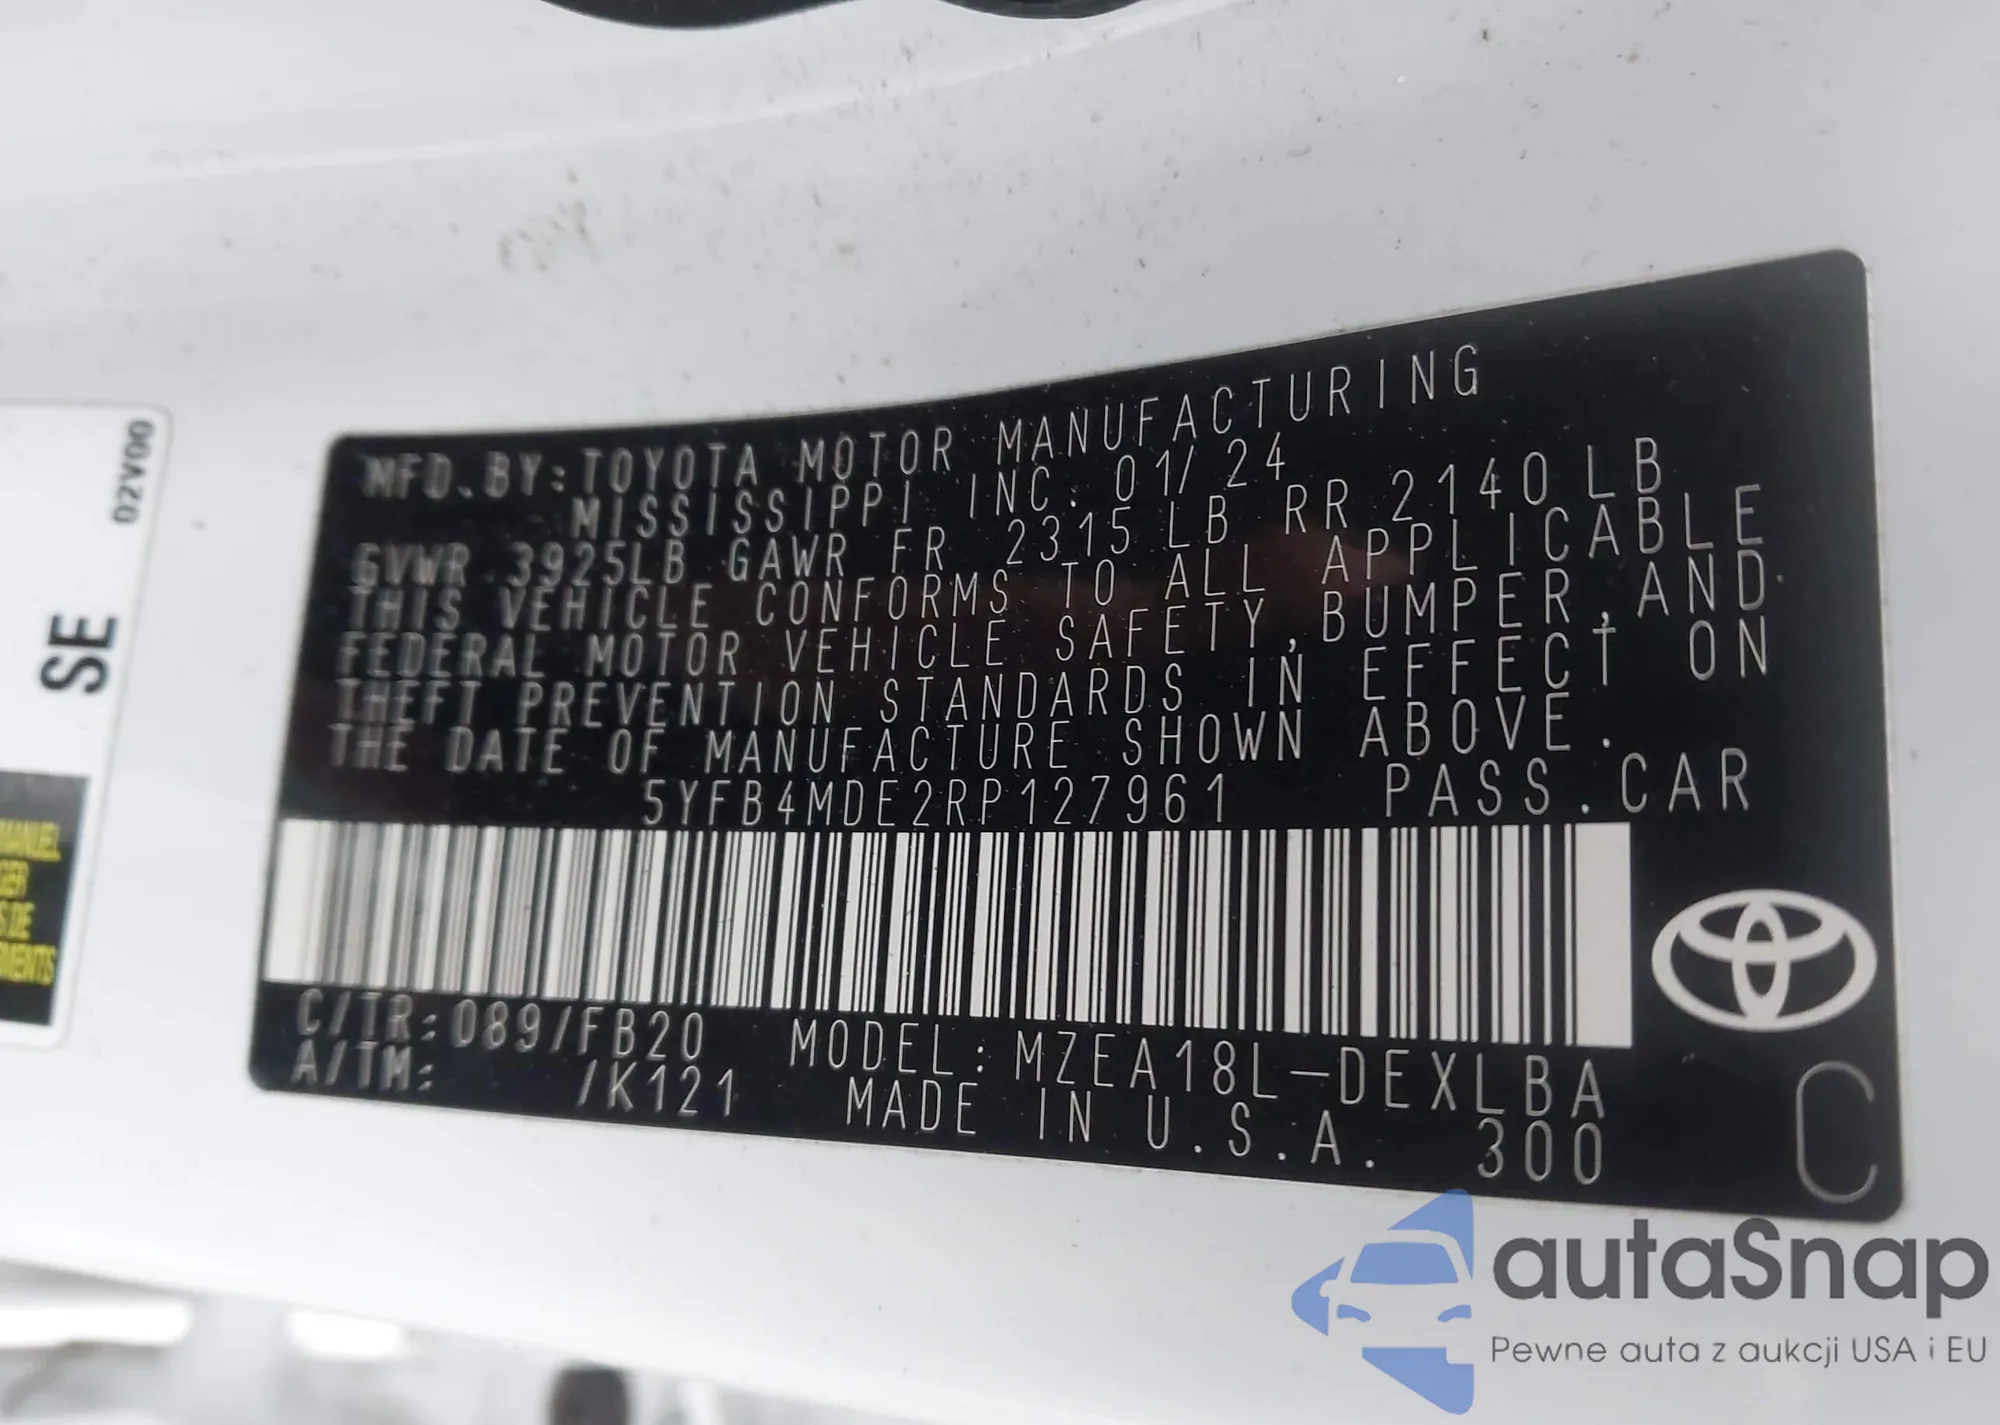 MFD.BY:TOYOTA MOTOR MANUFACTURING
MISSISSIPPI INC. 01/24
GVWR 3925LB GAWR FR 2315 LB RR 2140 LB
THIS VEHICLE CONFORMS TO ALL APPLICABLE
FEDERAL MOTOR VEHICLE SAFETY,BUMPER,AND
THEFT PREVENTION STANDARDS IN EFFECT ON
THE DATE OF MANUFACTURE SHOWN ABOVE.
5YFB4MDE2RP127961 PASS.CAR
C/TR:089/FB20 MODEL:MZEA18L-DEXLBA
A/TM: /K121 MADE IN U.S.A. 300
C
02V00
SE
MANUEL
S DE
autaSnap
Pewne auta z aukcji USA i EU